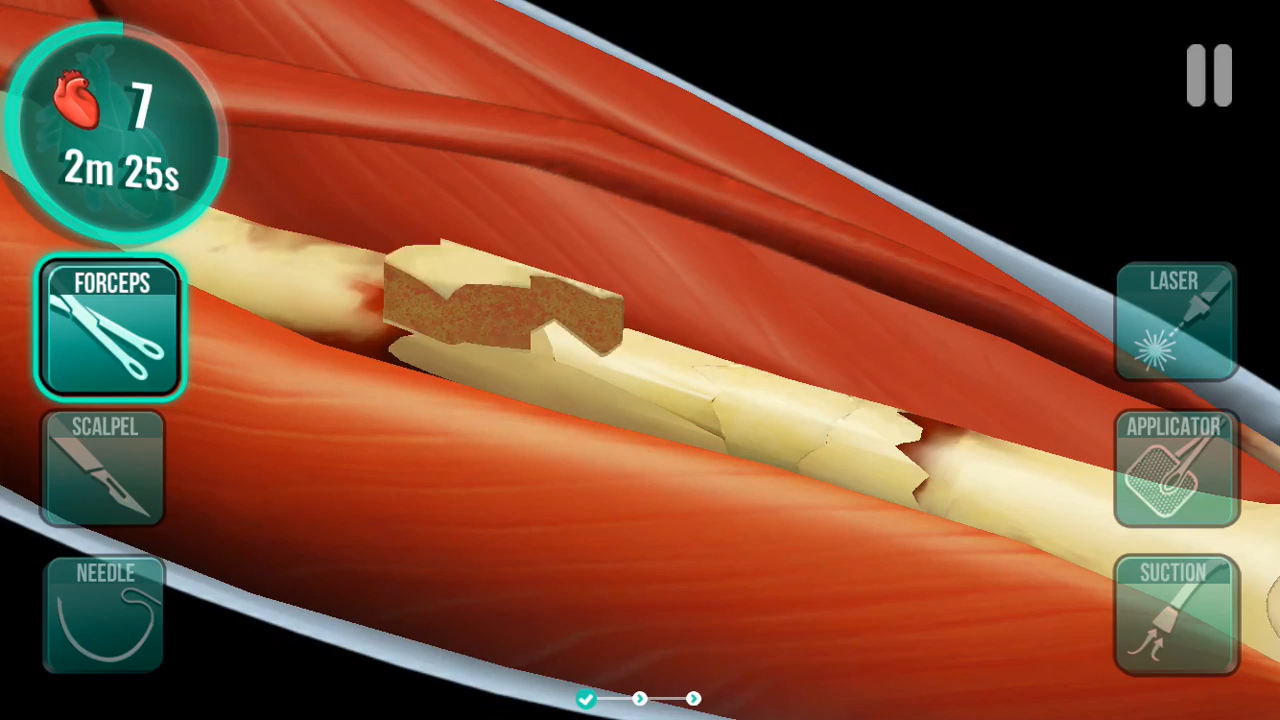 7
2m 25s
FORCEPS
SCALPEL
NEEDLE
LASER
APPLICATOR
SUCTION